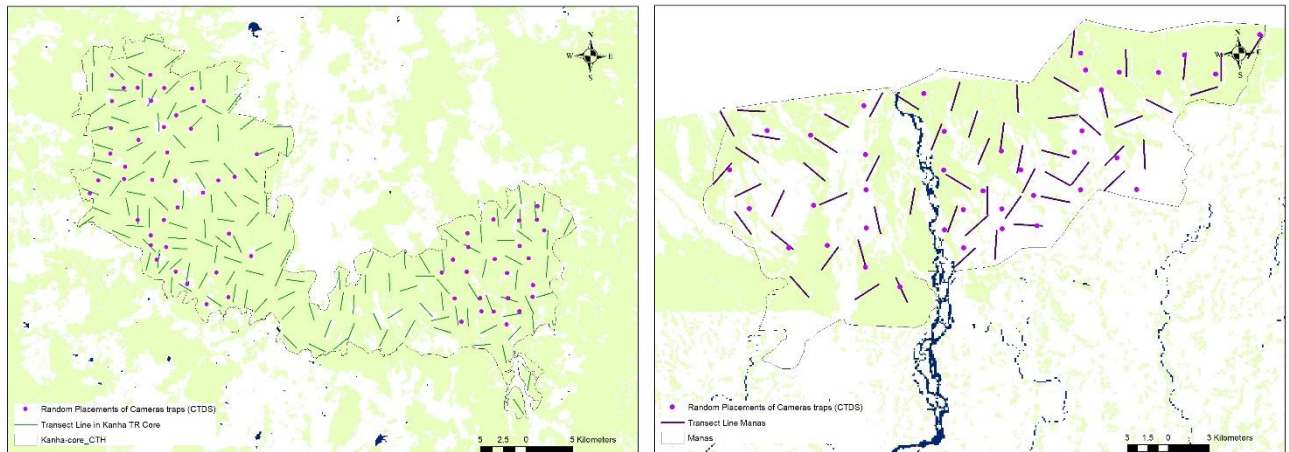 N
W E
S
Random Placements of Cameras traps (CTDS)
Transect Line in Kanha TR Core
Kanha-core_CTH
5 2.5 0 5 Kilometers
N
W E
S
Random Placements of Cameras traps (CTDS)
Transect Line Manas
Manas
3 1.5 0 3 Kilometers